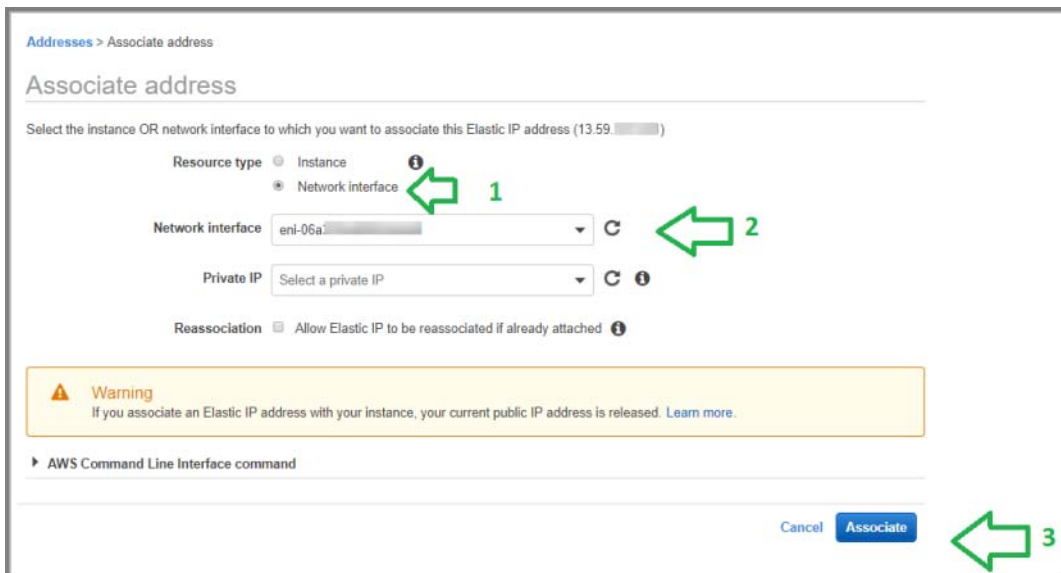 Addresses > Associate address
Associate address
Select the instance OR network interface to which you want to associate this Elastic IP address (13.59. )
Resource type Instance
Network interface 1
Network interface eni-06a 2
Private IP Select a private IP
Reassociation Allow Elastic IP to be reassociated if already attached
Warning
If you associate an Elastic IP address with your instance, your current public IP address is released. Learn more.
AWS Command Line Interface command
Cancel Associate 3